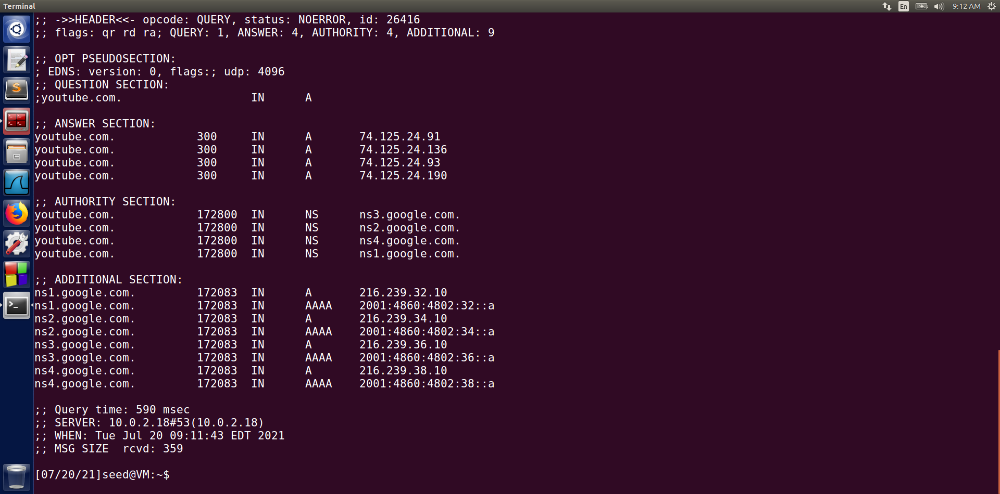 Terminal
En
9:12 AM
;; ->>HEADER<<- opcode: QUERY, status: NOERROR, id: 26416
;; flags: qr rd ra; QUERY: 1, ANSWER: 4, AUTHORITY: 4, ADDITIONAL: 9
;; OPT PSEUDOSECTION:
; EDNS: version: 0, flags:; udp: 4096
;; QUESTION SECTION:
;youtube.com. IN A
;; ANSWER SECTION:
youtube.com. 300 IN A 74.125.24.91
youtube.com. 300 IN A 74.125.24.136
youtube.com. 300 IN A 74.125.24.93
youtube.com. 300 IN A 74.125.24.190
;; AUTHORITY SECTION:
youtube.com. 172800 IN NS ns3.google.com.
youtube.com. 172800 IN NS ns2.google.com.
youtube.com. 172800 IN NS ns4.google.com.
youtube.com. 172800 IN NS ns1.google.com.
;; ADDITIONAL SECTION:
ns1.google.com. 172083 IN A 216.239.32.10
ns1.google.com. 172083 IN AAAA 2001:4860:4802:32::a
ns2.google.com. 172083 IN A 216.239.34.10
ns2.google.com. 172083 IN AAAA 2001:4860:4802:34::a
ns3.google.com. 172083 IN A 216.239.36.10
ns3.google.com. 172083 IN AAAA 2001:4860:4802:36::a
ns4.google.com. 172083 IN A 216.239.38.10
ns4.google.com. 172083 IN AAAA 2001:4860:4802:38::a
;; Query time: 590 msec
;; SERVER: 10.0.2.18#53(10.0.2.18)
;; WHEN: Tue Jul 20 09:11:43 EDT 2021
;; MSG SIZE  rcvd: 359
[07/20/21]seed@VM:~$